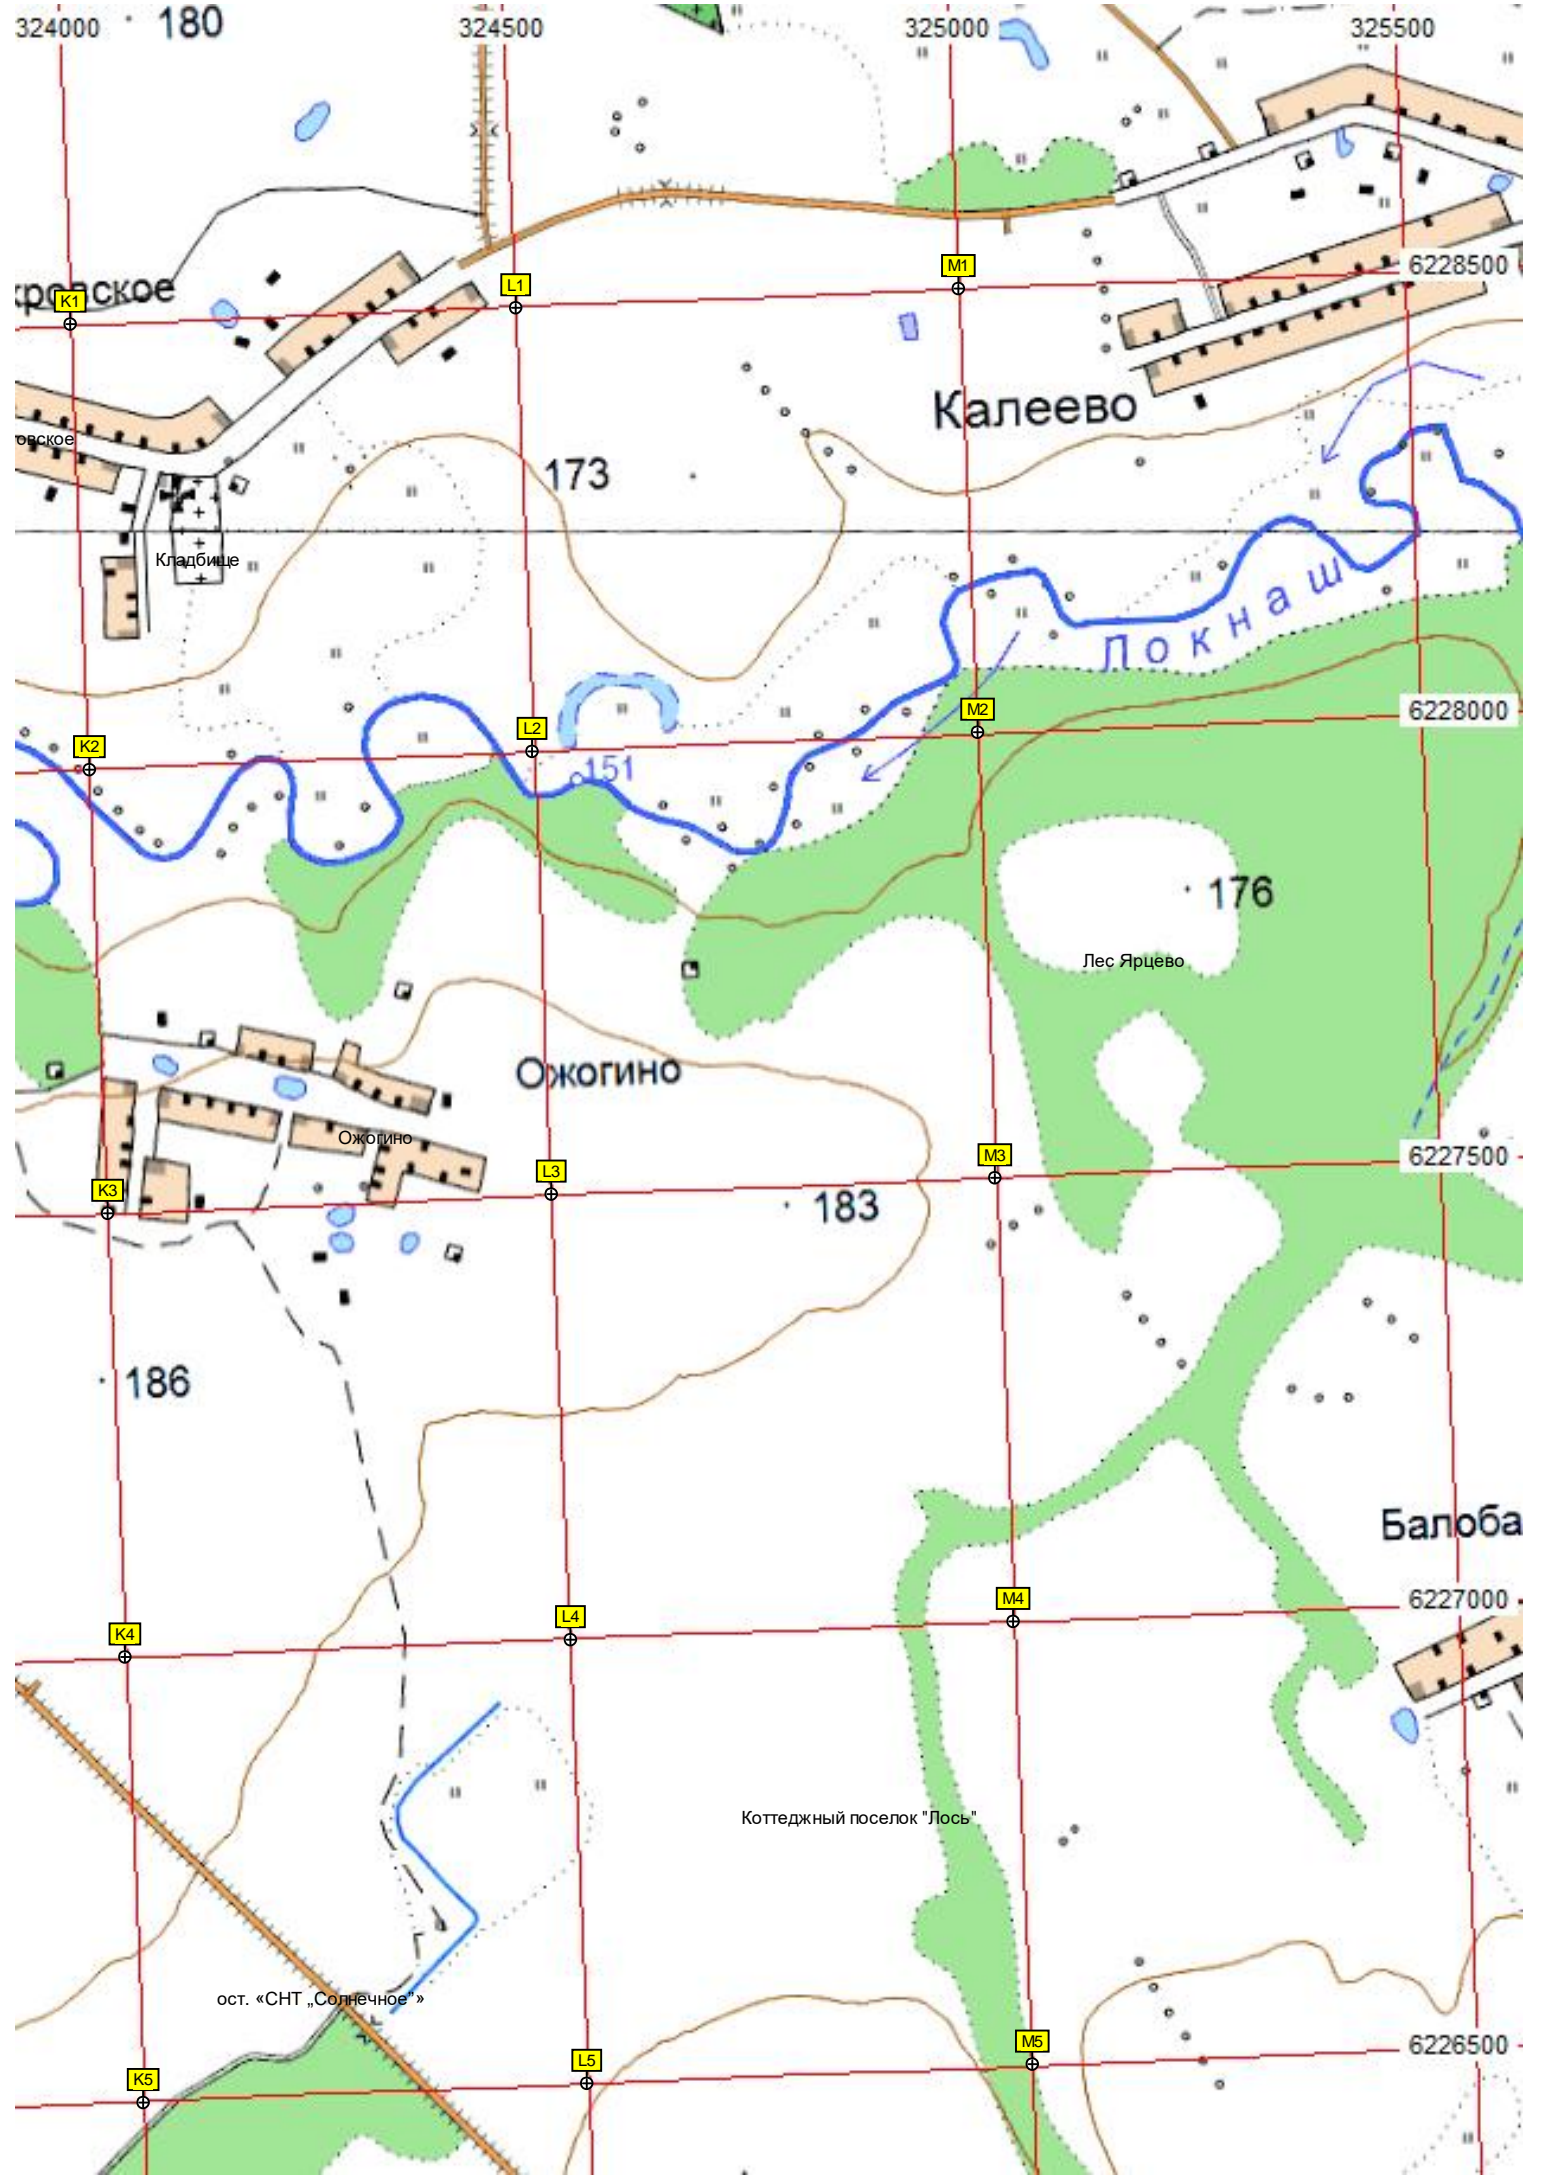 180
324000 324500 325000 325500
кровское
K1 L1 M1 6228500
Калеево
овское
173
Кладбище
Локнаш
K2 L2 M2 6228000
151
176
Лес Ярцево
Ожогино
Ожогино
K3 L3 M3 6227500
183
186
Балоба
K4 L4 M4 6227000
Коттеджный поселок "Лось"
ост. «СНТ „Солнечное”»
K5 L5 M5 6226500